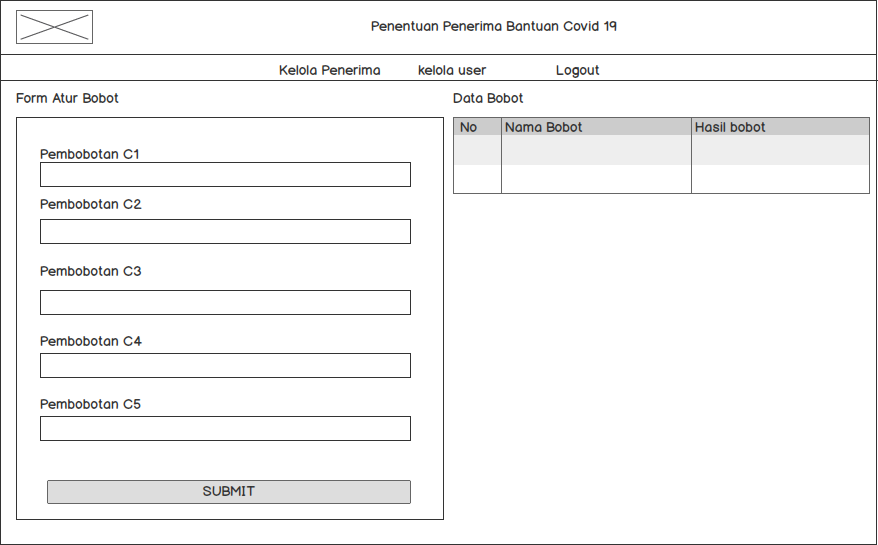 Penentuan Penerima Bantuan Covid 19
Kelola Penerima kelola user Logout
Form Atur Bobot
Pembobotan C1
Pembobotan C2
Pembobotan C3
Pembobotan C4
Pembobotan C5
SUBMIT
Data Bobot
No Nama Bobot Hasil bobot